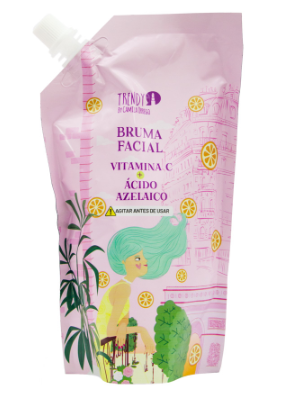 TRENDY
BRUMA
FACIAL
VITAMINA C
+
ÁCIDO
AZELAICO
AGITAR ANTES DE USAR